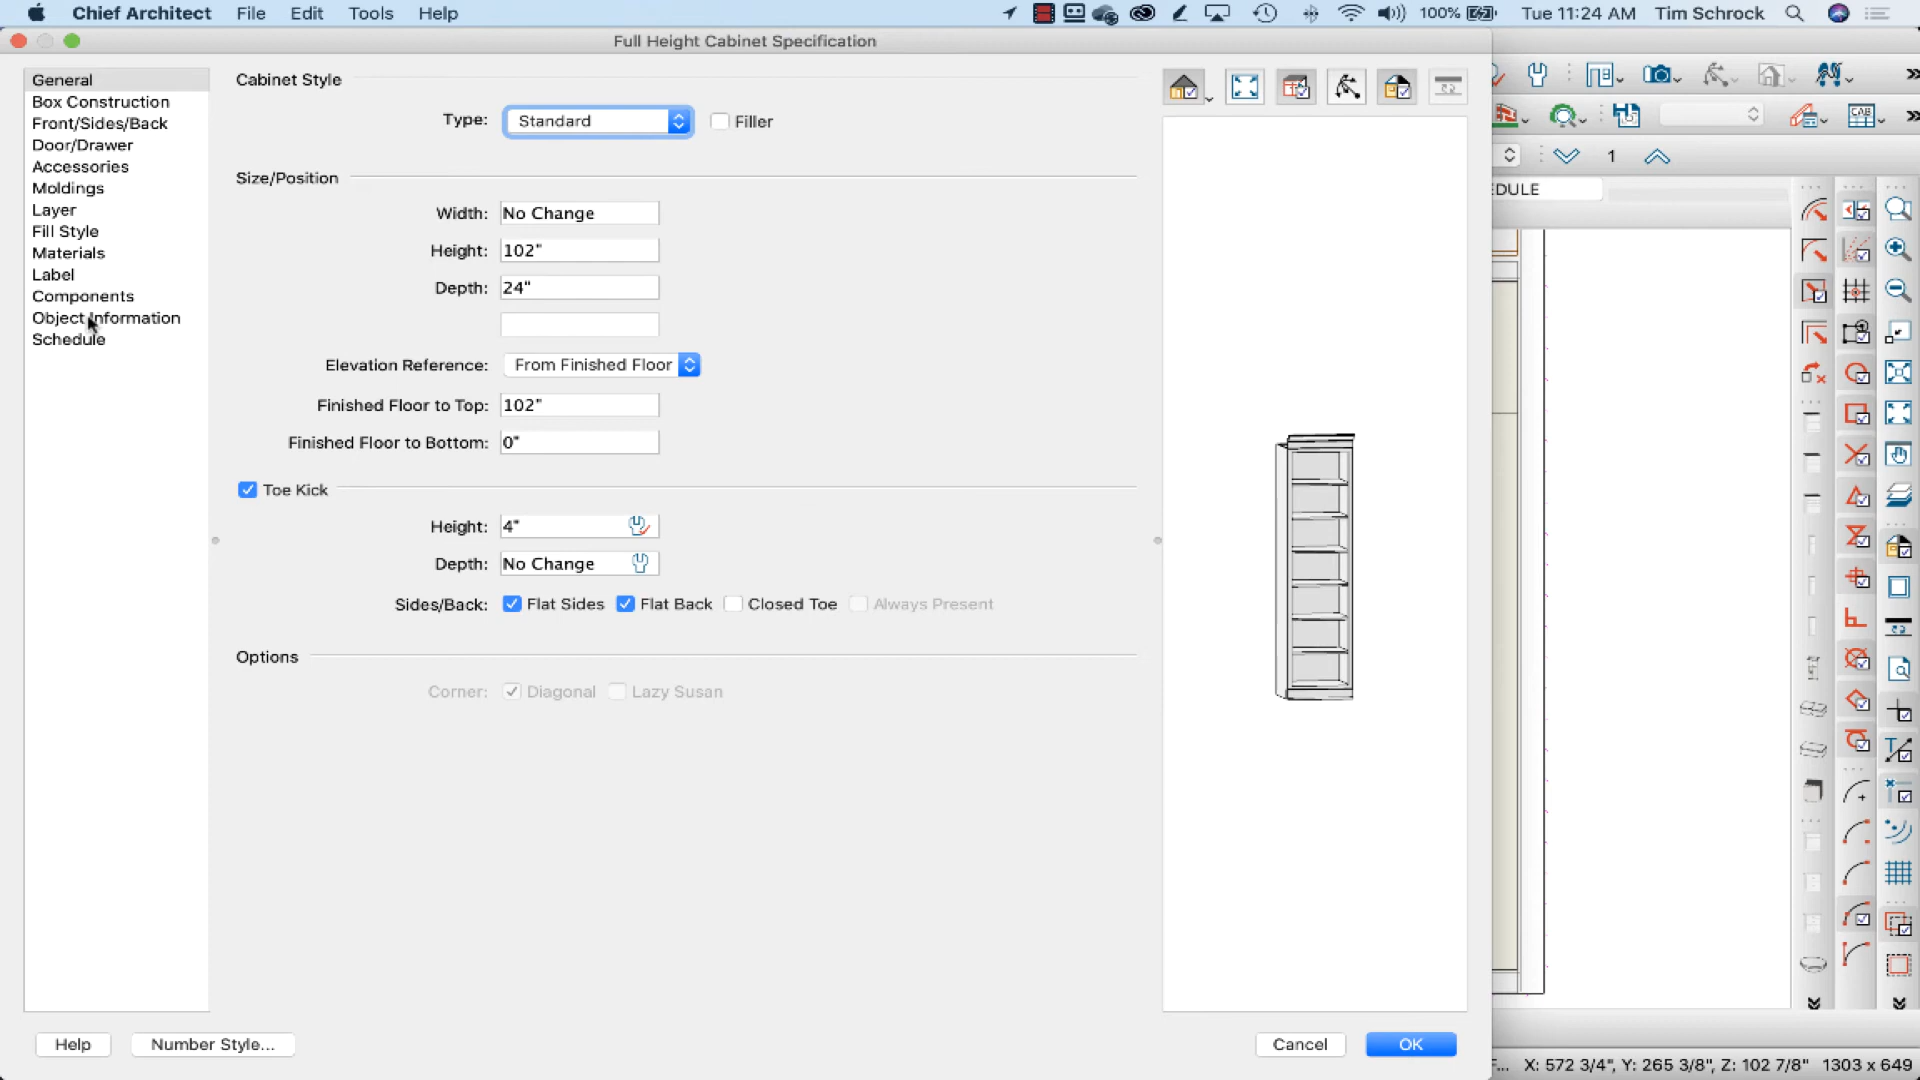 Chief Architect File Edit Tools Help 100% Tue 11:24 AM Tim Schrock
Full Height Cabinet Specification
General
Box Construction
Front/Sides/Back
Door/Drawer
Accessories
Moldings
Layer
Fill Style
Materials
Label
Components
Object Information
Schedule
Cabinet Style
Type: Standard Filler
Size/Position
Width: No Change
Height: 102"
Depth: 24"
Elevation Reference: From Finished Floor
Finished Floor to Top: 102"
Finished Floor to Bottom: 0"
Toe Kick
Height: 4"
Depth: No Change
Sides/Back: Flat Sides Flat Back Closed Toe Always Present
Options
Corner: Diagonal Lazy Susan
CAB
1
EDULE
Help Number Style... Cancel OK
F... X: 572 3/4", Y: 265 3/8", Z: 102 7/8" 1303 x 649